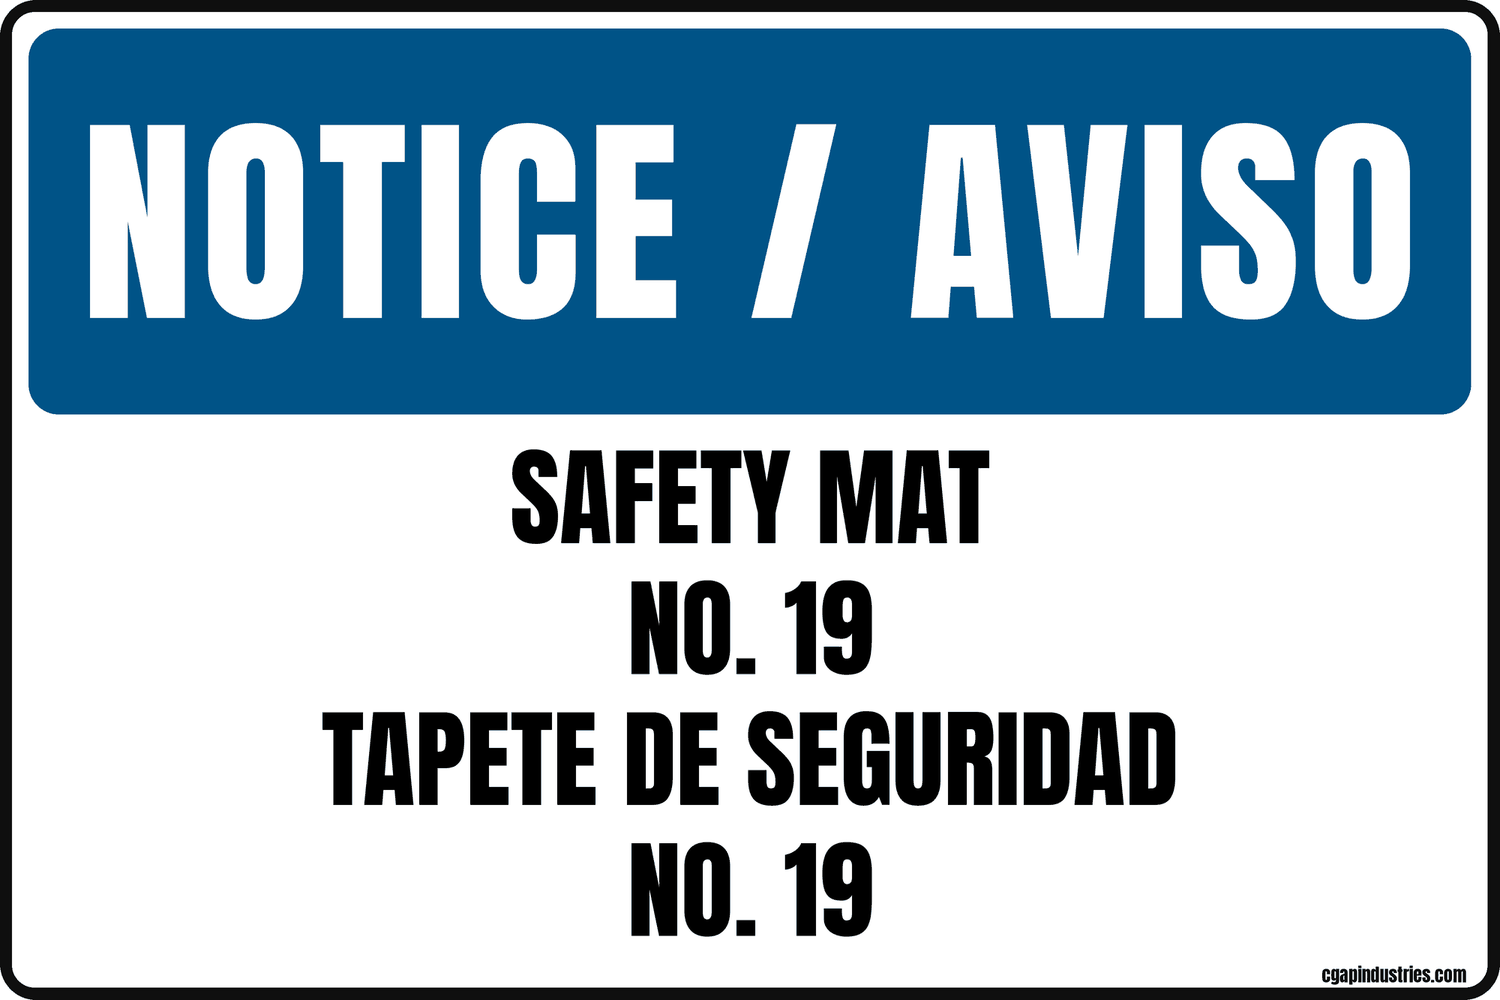 NOTICE / AVISO
SAFETY MAT
NO. 19
TAPETE DE SEGURIDAD
NO. 19
cgapindustries.com